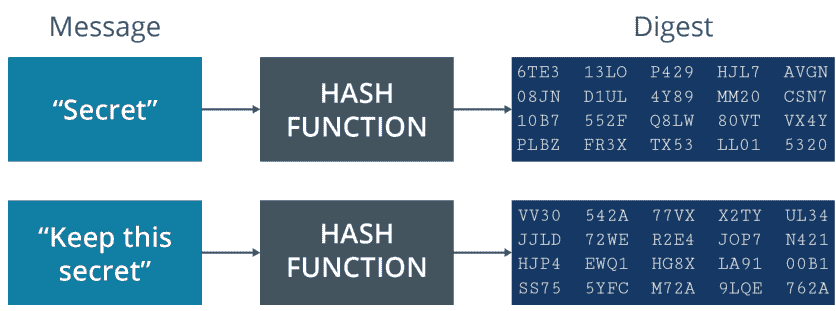 Message
Digest
“Secret”
HASH
FUNCTION
6TE3 13LO P429 HJL7 AVGN
08JN D1UL 4Y89 MM20 CSN7
10B7 552F Q8LW 80VT VX4Y
PLBZ FR3X TX53 LL01 5320
“Keep this
secret”
HASH
FUNCTION
VV30 542A 77VX X2TY UL34
JJLD 72WE R2E4 JOP7 N421
HJP4 EWQ1 HG8X LA91 00B1
SS75 5YFC M72A 9LQE 762A